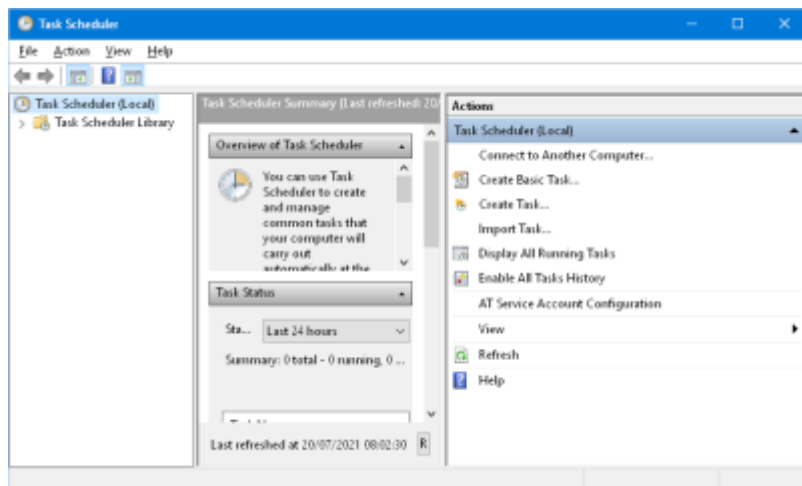 Task Scheduler
File Action View Help
Task Scheduler (Local)
Task Scheduler Library
Task Scheduler Summary (Last refreshed: 20/
Overview of Task Scheduler
You can use Task
Scheduler to create
and manage
common tasks that
your computer will
carry out
automatically at the
Task Status
Sta... Last 24 hours
Summary: 0 total - 0 running, 0 ...
Last refreshed at 20/07/2021 08:02:30 R
Actions
Task Scheduler (Local)
Connect to Another Computer...
Create Basic Task...
Create Task...
Import Task...
Display All Running Tasks
Enable All Tasks History
AT Service Account Configuration
View
Refresh
Help